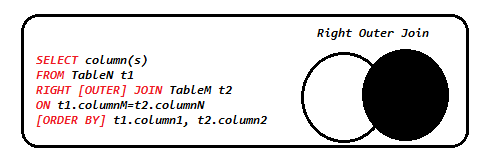 Right Outer Join
SELECT column(s)
FROM TableN t1
RIGHT [OUTER] JOIN TableM t2
ON t1.columnM=t2.columnN
[ORDER BY] t1.column1, t2.column2